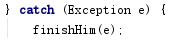 } catch (Exception e) {
finishHim(e);